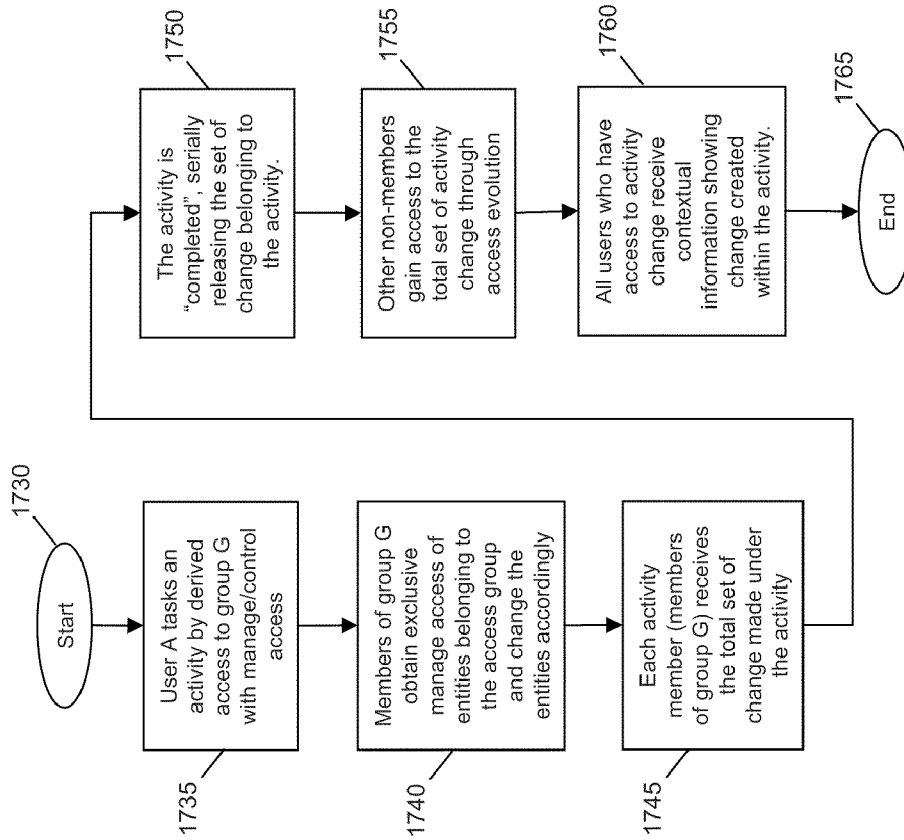 1730
Start
User A tasks an
activity by derived
access to group G
with manage/control
access
1735
Members of group G
obtain exclusive
manage access of
entities belonging to
the access group
and change the
entities accordingly
1740
Each activity
member (members
of group G) receives
the total set of
change made under
the activity
1745
1750
The activity is
“completed”, serially
releasing the set of
change belonging to
the activity.
1755
Other non-members
gain access to the
total set of activity
change through
access evolution
1760
All users who have
access to activity
change receive
contextual
information showing
change created
within the activity.
1765
End